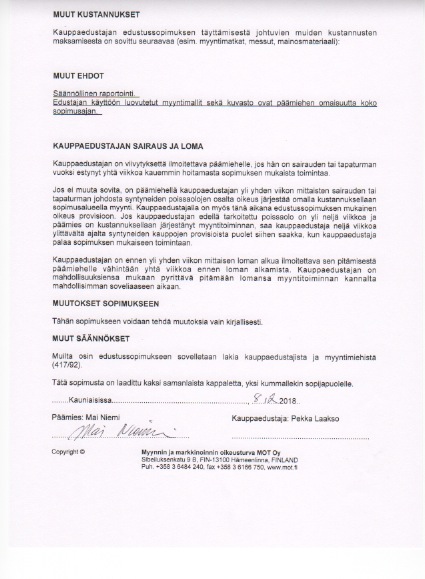 MUUT KUSTANNUKSET
Kauppaedustajan edustussopimuksen täyttämisestä johtuvien muiden kustannusten
maksamisesta on sovittu seuraavaa (esim. myyntimatkat, messut, mainosmateriaali):
MUUT EHDOT
Säännöllinen raportointi.
Edustajan käyttöön luovutetut myyntimallit sekä kuvasto ovat päämiehen omaisuutta koko
sopimusajan.
KAUPPAEDUSTAJAN SAIRAUS JA LOMA
Kauppaedustajan on viivytyksettä ilmoitettava päämiehelle, jos hän on sairauden tai tapaturman
vuoksi estynyt yhtä viikkoa kauemmin hoitamasta sopimuksen mukaista toimintaa.
Jos ei muuta sovita, on päämiehellä kauppaedustajan yli yhden viikon mittaisten sairauden tai
tapaturman johdosta syntyneiden poissaolojen osalta oikeus järjestää omalla kustannuksellaan
sopimusalueella myynti. Kauppaedustajalla on myös tänä aikana edustussopimuksen mukainen
oikeus provisioon. Jos kauppaedustajan edellä tarkoitettu poissaolo on yli neljä viikkoa ja
päämies on kustannuksellaan järjestänyt myyntitoiminnan, saa kauppaedustaja neljä viikkoa
ylittävältä ajalta syntyneiden kauppojen provisioista puolet siihen saakka, kun kauppaedustaja
palaa sopimuksen mukaiseen toimintaan.
Kauppaedustajan on ennen yli yhden viikon mittaisen loman alkua ilmoitettava sen pitämisestä
päämiehelle vähintään yhtä viikkoa ennen loman alkamista. Kauppaedustajan on
mahdollisuuksiensa mukaan pyrittävä pitämään lomansa myyntitoiminnan kannalta
mahdollisimman soveliaaseen aikaan.
MUUTOKSET SOPIMUKSEEN
Tähän sopimukseen voidaan tehdä muutoksia vain kirjallisesti.
MUUT SÄÄNNÖKSET
Muilta osin edustussopimukseen sovelletaan lakia kauppaedustajista ja myyntimiehistä
(417/92).
Tätä sopimusta on laadittu kaksi samanlaista kappaletta, yksi kummallekin sopijapuolelle.
......Kauniaisissa................................................., 8.2 2018..
Päämies: Mai Niemi Kauppaedustaja: Pekka Laakso
Mai Niemi
Copyright © Myynnin ja markkinoinnin oikeusturva MOT Oy
Sibeliuksenkatu 9 B, FIN-13100 Hämeenlinna, FINLAND
Puh. +358 3 6484 240, fax +358 3 6166 750, www.mot.fi